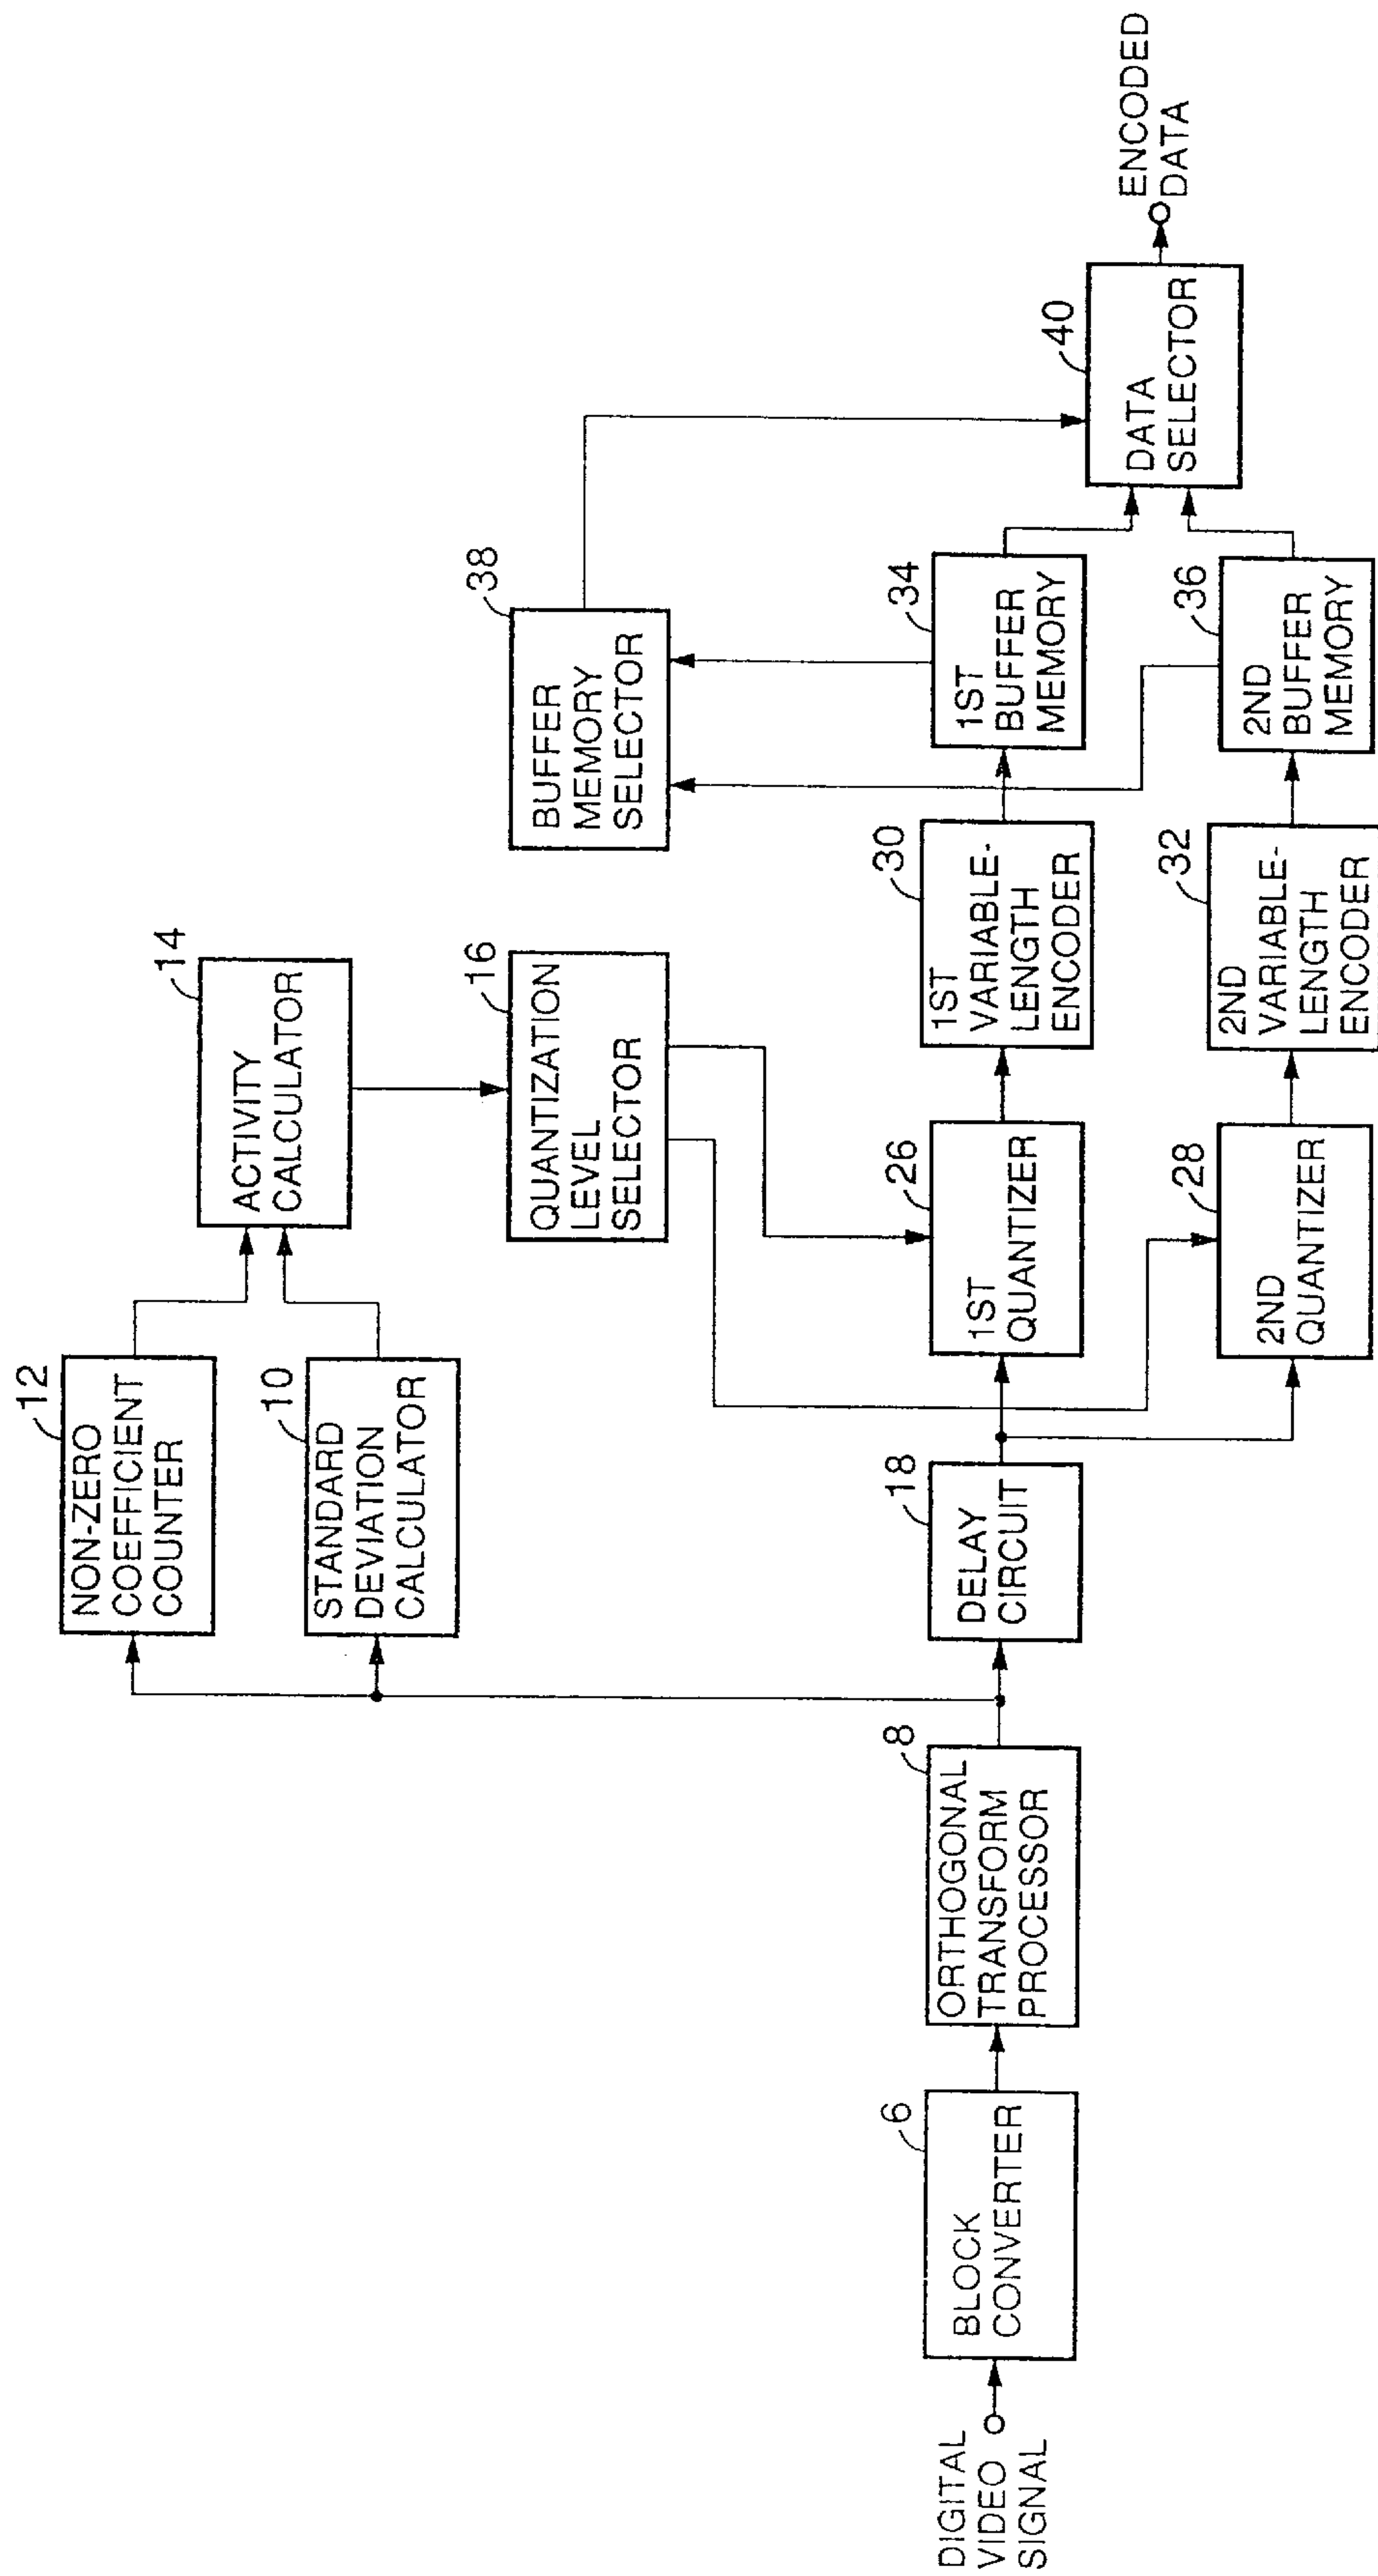 DIGITAL
VIDEO
SIGNAL
6
BLOCK
CONVERTER
8
ORTHOGONAL
TRANSFORM
PROCESSOR
12
NON-ZERO
COEFFICIENT
COUNTER
10
STANDARD
DEVIATION
CALCULATOR
14
ACTIVITY
CALCULATOR
16
QUANTIZATION
LEVEL
SELECTOR
18
DELAY
CIRCUIT
26
1ST
QUANTIZER
28
2ND
QUANTIZER
30
1ST
VARIABLE-
LENGTH
ENCODER
32
2ND
VARIABLE-
LENGTH
ENCODER
34
1ST
BUFFER
MEMORY
36
2ND
BUFFER
MEMORY
38
BUFFER
MEMORY
SELECTOR
40
DATA
SELECTOR
ENCODED
DATA